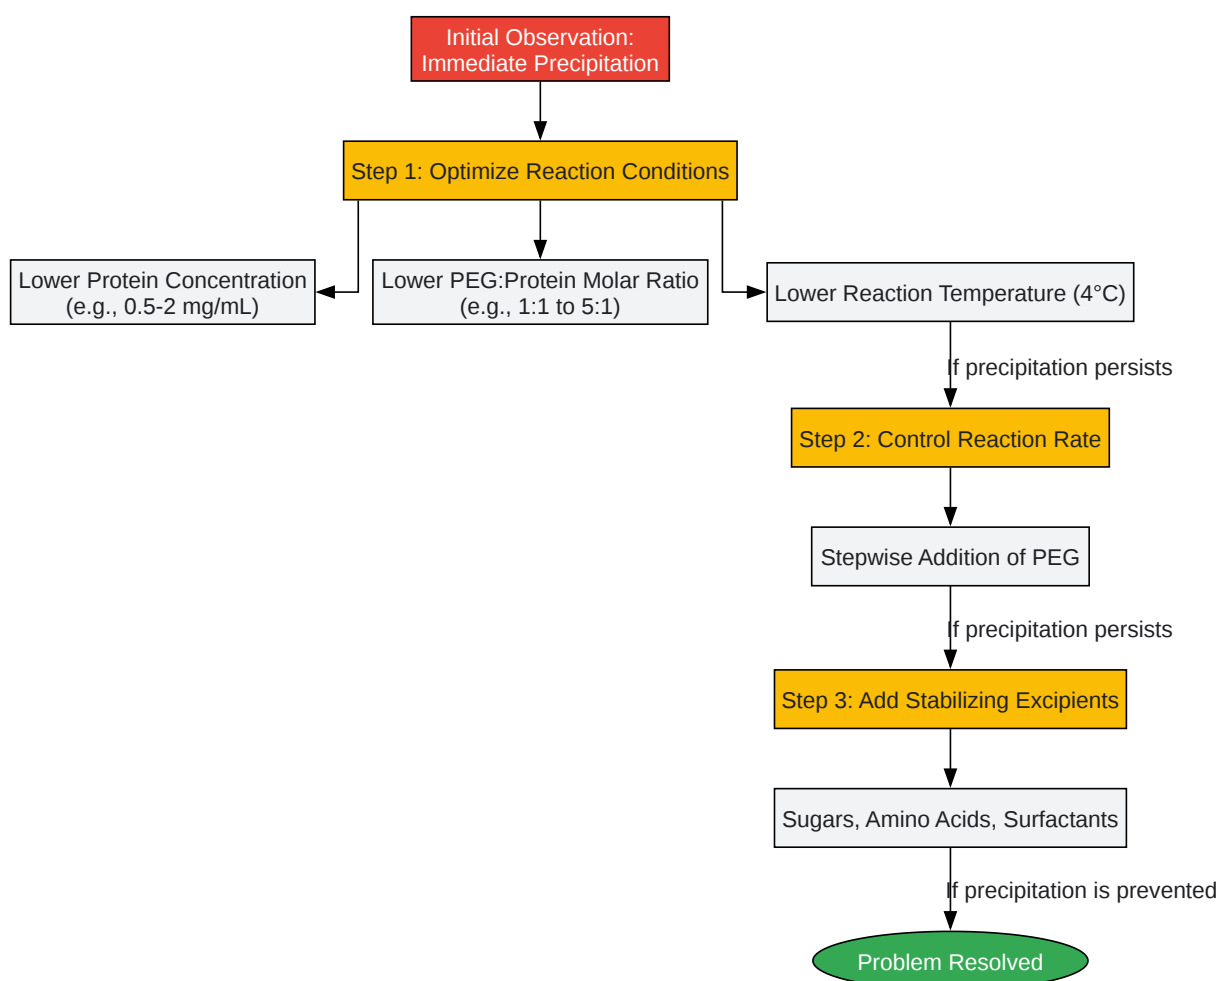 Initial Observation:
Immediate Precipitation
Step 1: Optimize Reaction Conditions
Lower Protein Concentration
(e.g., 0.5-2 mg/mL)
Lower PEG:Protein Molar Ratio
(e.g., 1:1 to 5:1)
Lower Reaction Temperature (4°C)
If precipitation persists
Step 2: Control Reaction Rate
Stepwise Addition of PEG
If precipitation persists
Step 3: Add Stabilizing Excipients
Sugars, Amino Acids, Surfactants
If precipitation is prevented
Problem Resolved